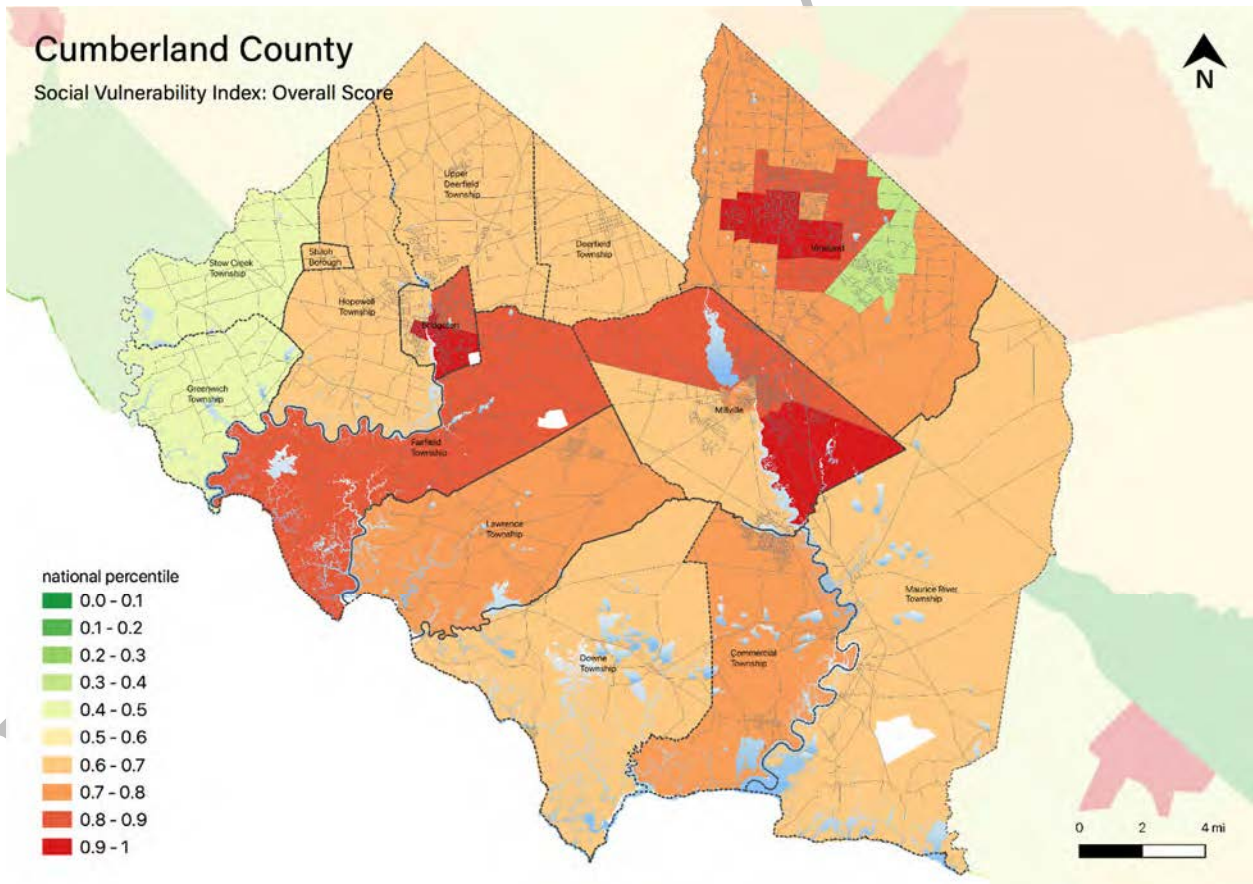 Cumberland County
Social Vulnerability Index: Overall Score
N
Upper
Deerfield
Township
Deerfield
Township
Vineland
Stow Creek
Township
Shiloh
Borough
Hopewell
Township
Bridgeton
Greenwich
Township
Millville
Fairfield
Township
Lawrence
Township
Maurice River
Township
Downe
Township
Commercial
Township
national percentile
0.0 - 0.1
0.1 - 0.2
0.2 - 0.3
0.3 - 0.4
0.4 - 0.5
0.5 - 0.6
0.6 - 0.7
0.7 - 0.8
0.8 - 0.9
0.9 - 1
0 2 4 mi